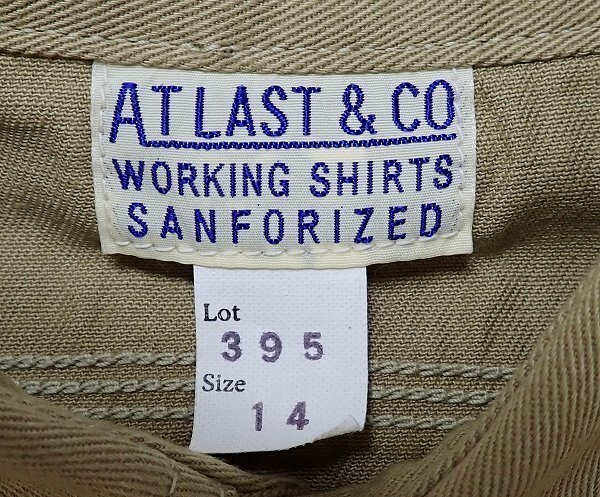 AT LAST & CO
WORKING SHIRTS
SANFORIZED
Lot
395
Size
14